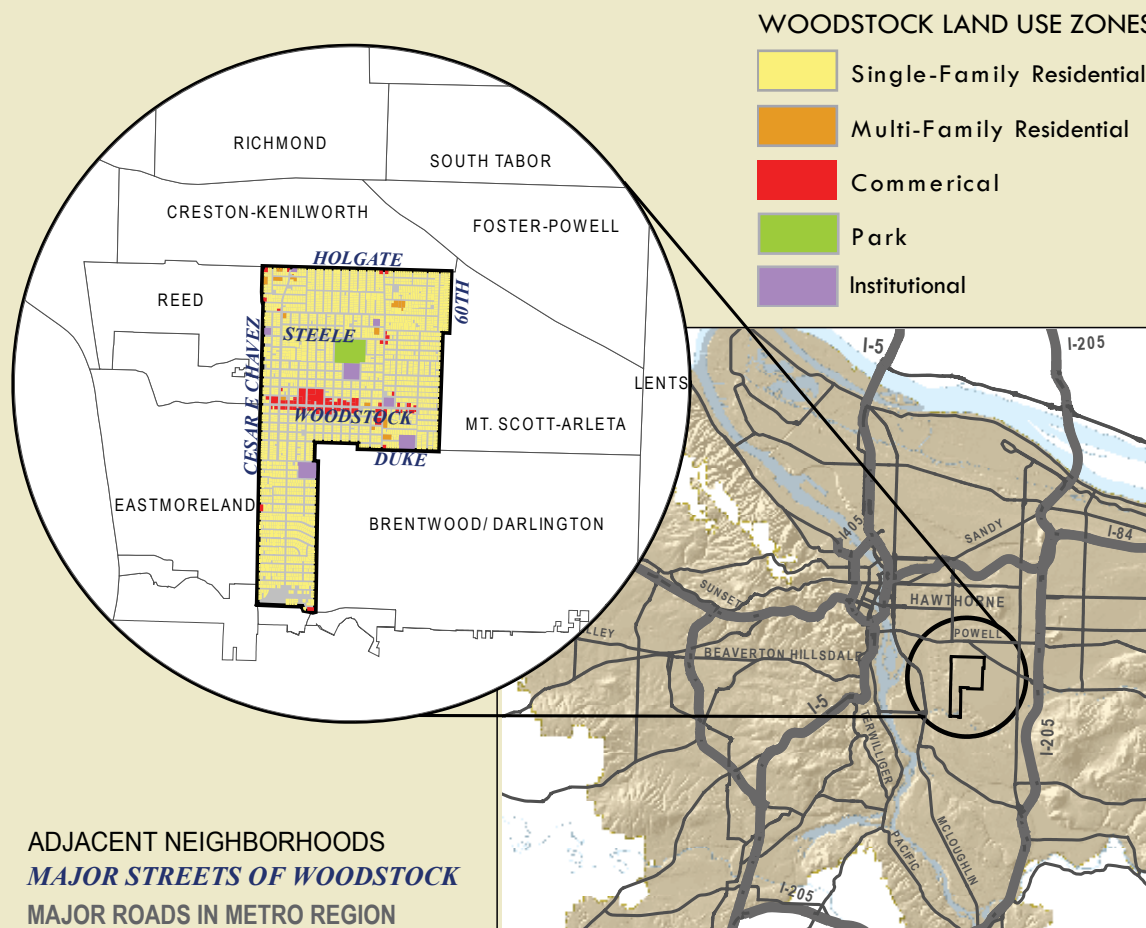 WOODSTOCK LAND USE ZONES
Single-Family Residential
Multi-Family Residential
Commerical
Park
Institutional
RICHMOND
SOUTH TABOR
CRESTON-KENILWORTH
FOSTER-POWELL
HOLGATE
REED
60TH
STEELE
CESAR E CHAVEZ
LENTS
WOODSTOCK
MT. SCOTT-ARLETA
DUKE
EASTMORELAND
BRENTWOOD/ DARLINGTON
I-5
I-205
I405
SANDY
I-84
SUNSET
HAWTHORNE
POWELL
LLEY
BEAVERTON HILLSDALE
I-5
TERWILLIGER
I-205
MCLOUGHLIN
PACIFIC
I-205
ADJACENT NEIGHBORHOODS
MAJOR STREETS OF WOODSTOCK
MAJOR ROADS IN METRO REGION